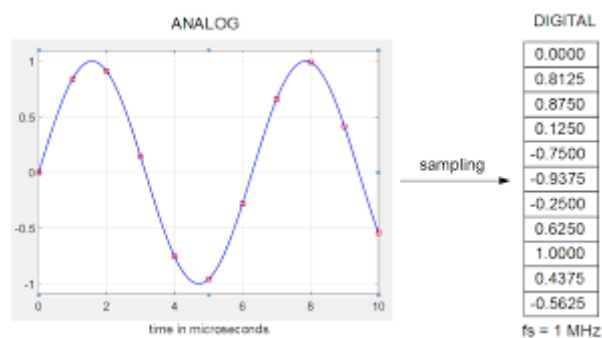 ANALOG
DIGITAL
1
0.5
0
-0.5
-1
0 2 4 6 8 10
time in microseconds
sampling
0.0000
0.8125
0.8750
0.1250
-0.7500
-0.9375
-0.2500
0.6250
1.0000
0.4375
-0.5625
fs = 1 MHz